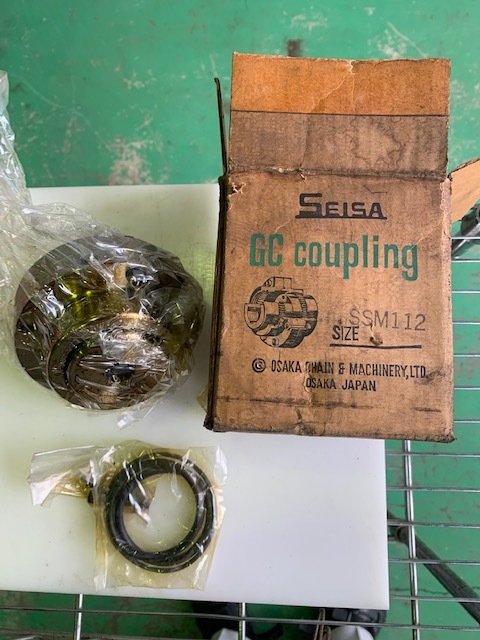 SEISA
GC coupling
SSM112
SIZE
© OSAKA CHAIN & MACHINERY,LTD.
OSAKA JAPAN